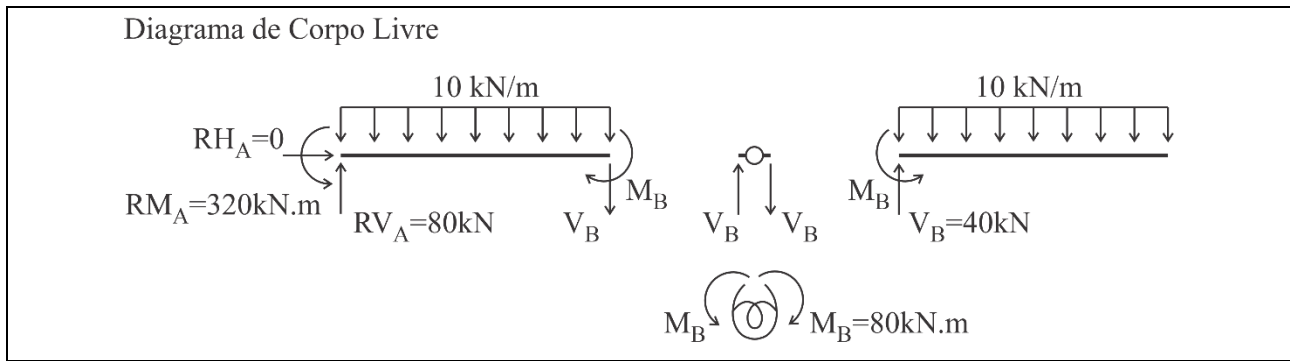 Diagrama de Corpo Livre
10 kN/m 10 kN/m
RH_A=0
RM_A=320kN.m RV_A=80kN V_B M_B V_B V_B M_B V_B=40kN
M_B M_B=80kN.m